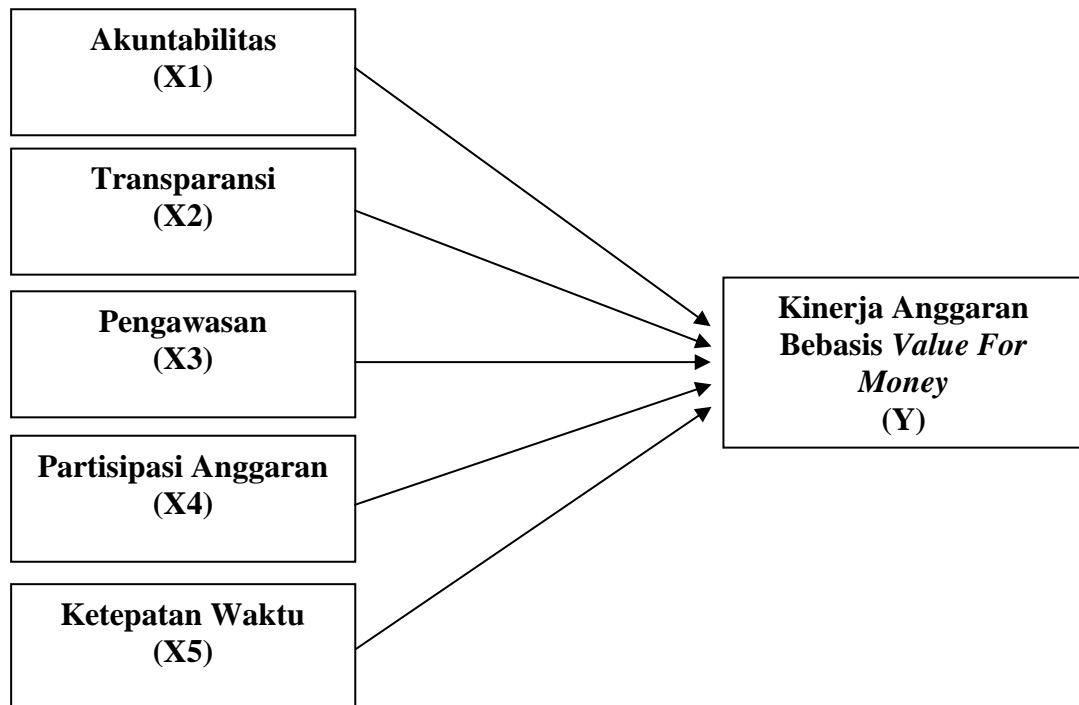 Akuntabilitas
(X1)
Transparansi
(X2)
Pengawasan
(X3)
Partisipasi Anggaran
(X4)
Ketepatan Waktu
(X5)
Kinerja Anggaran
Bebasis Value For
Money
(Y)